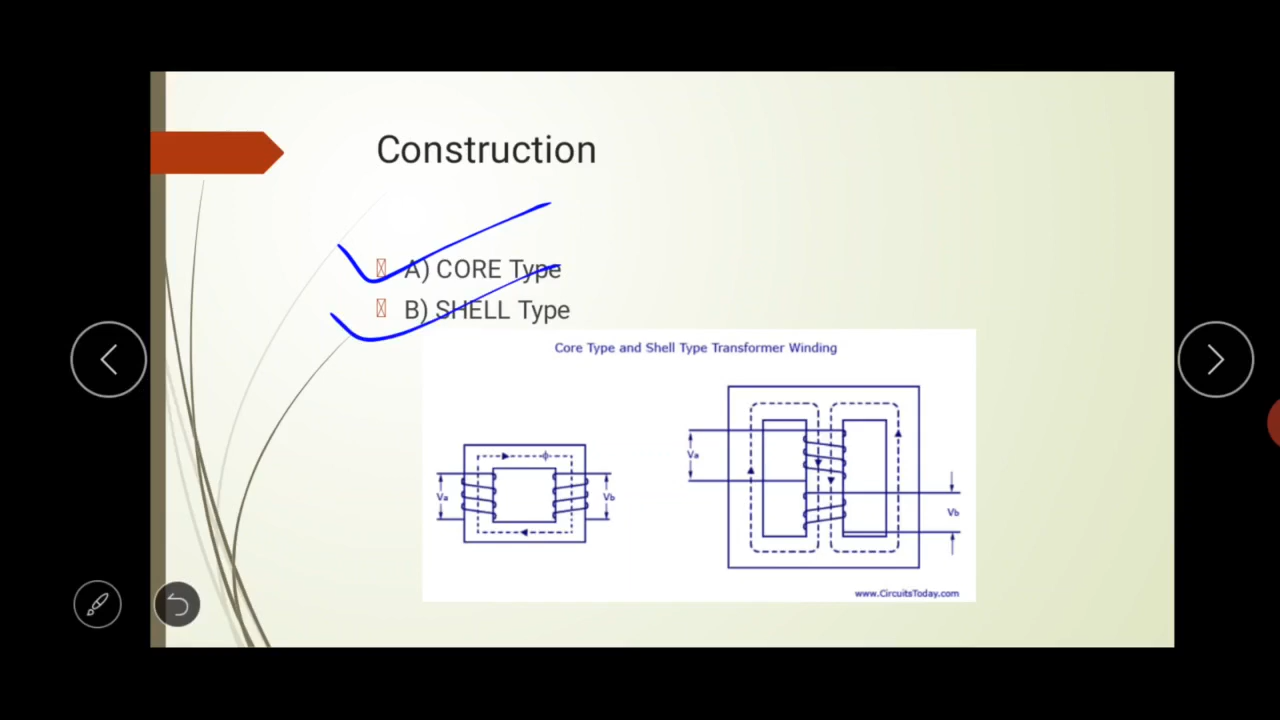 Construction
A) CORE Type
B) SHELL Type
Core Type and Shell Type Transformer Winding
Va
Vb
Va
Vb
www.CircuitsToday.com